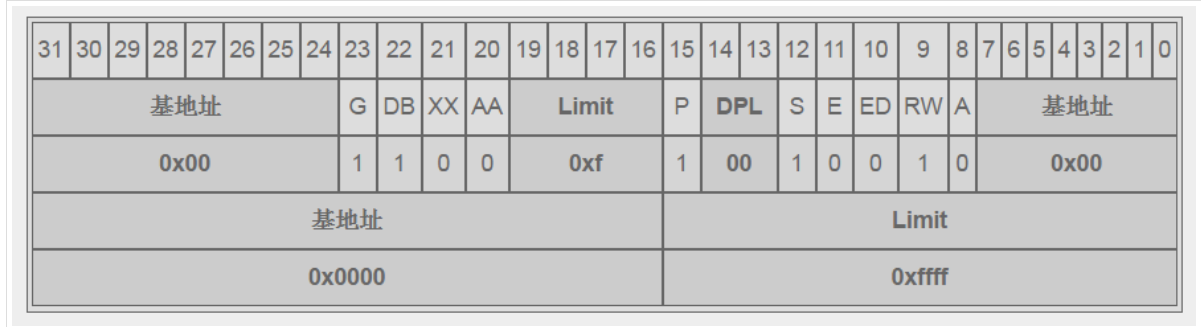 31 30 29 28 27 26 25 24 23 22 21 20 19 18 17 16 15 14 13 12 11 10 9 8 7 6 5 4 3 2 1 0
基地址 G DB XX AA Limit P DPL S E ED RW A 基地址
0x00 1 1 0 0 0xf 1 00 1 0 0 1 0 0x00
基地址 Limit
0x0000 0xffff